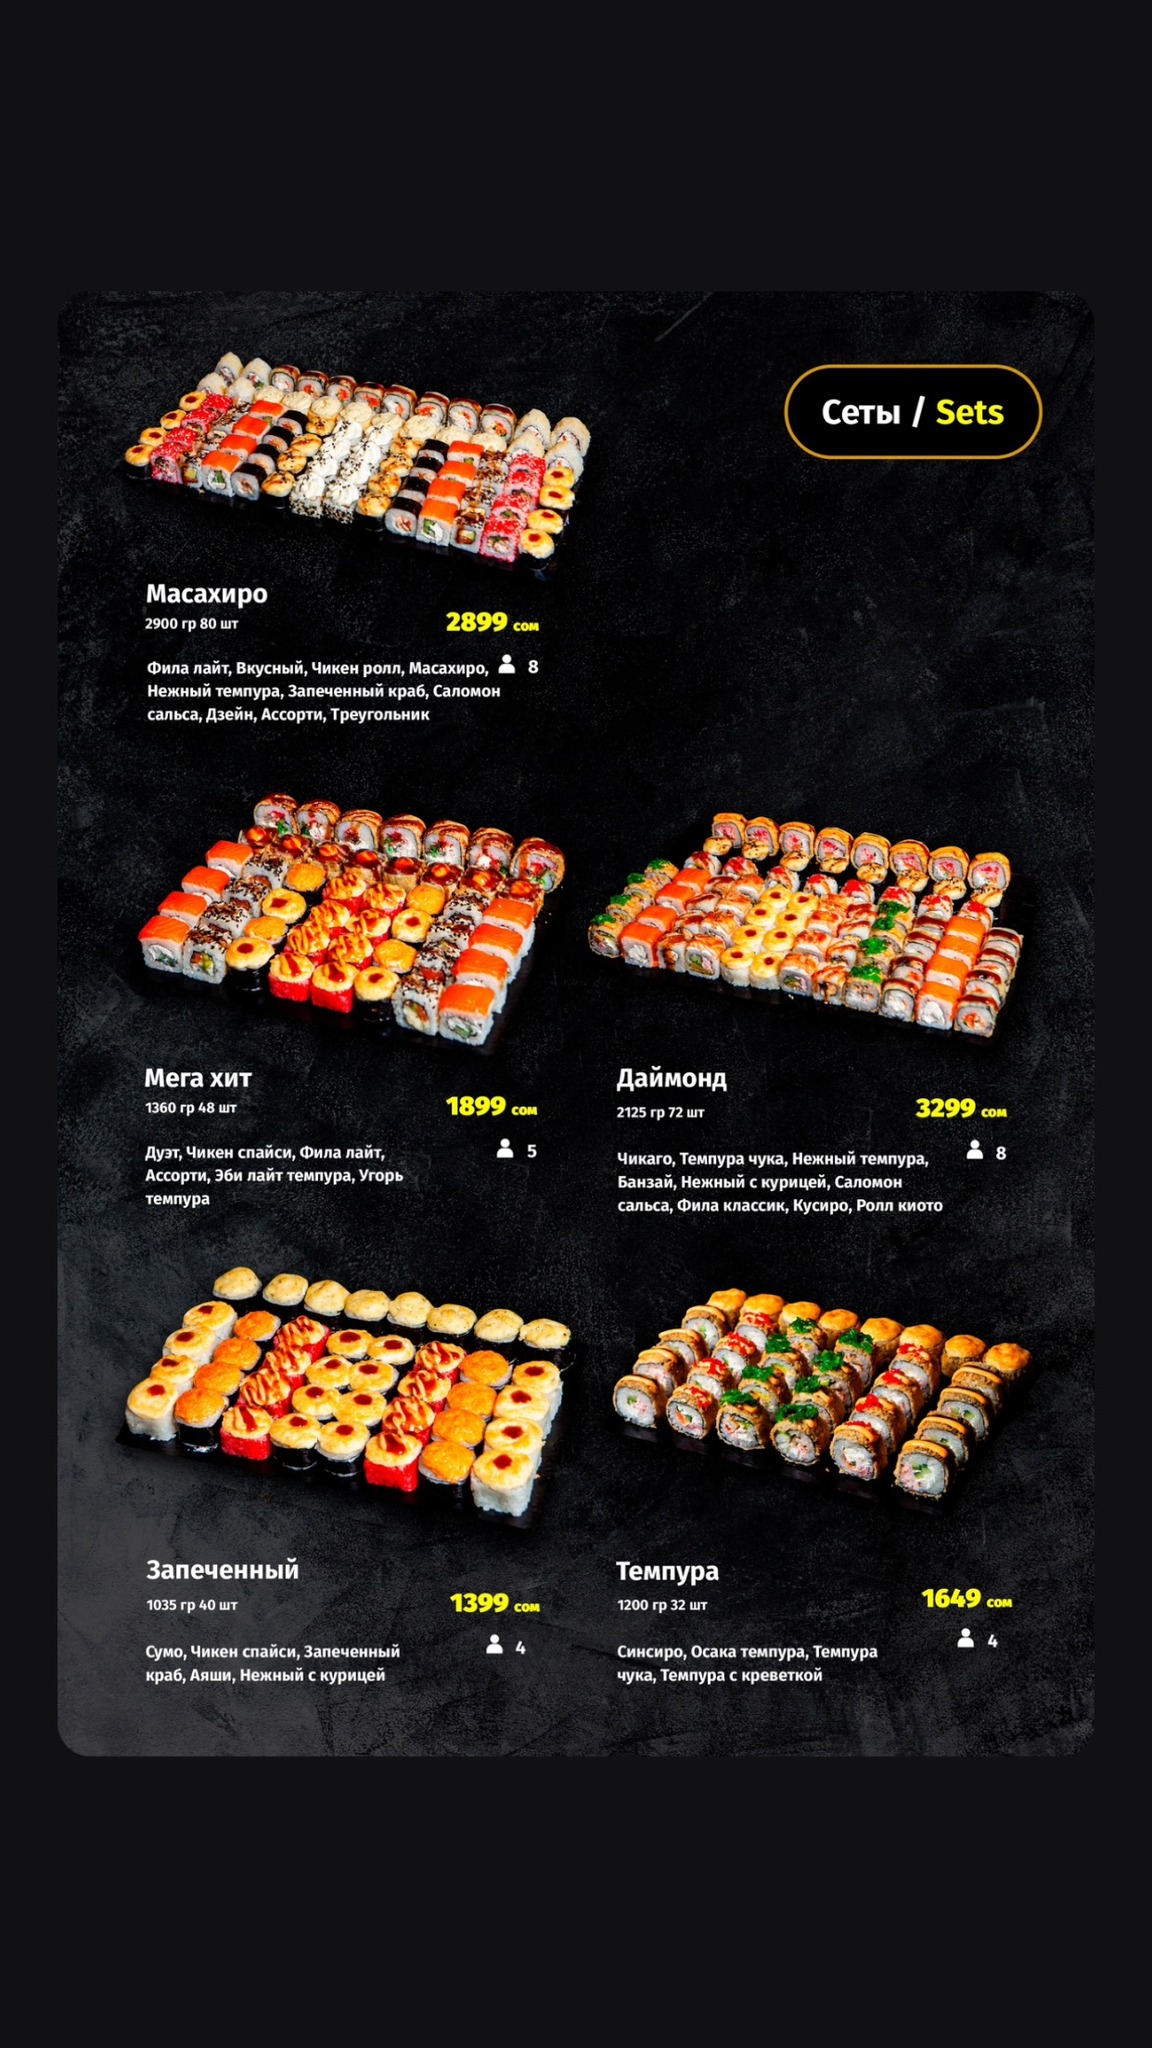 Сеты / Sets
Масахиро
2900 гр 80 шт
2899 сом
Фила лайт, Вкусный, Чикен ролл, Масахиро,
8
Нежный темпура, Запеченный краб, Саломон
сальса, Дзейн, Ассорти, Треугольник
Мега хит
1360 гр 48 шт
1899 сом
5
Дуэт, Чикен спайси, Фила лайт,
Ассорти, Эби лайт темпура, Угорь
темпура
Даймонд
2125 гр 72 шт
3299 сом
8
Чикаго, Темпура чука, Нежный темпура,
Банзай, Нежный с курицей, Саломон
сальса, Фила классик, Кусиро, Ролл киото
Запеченный
1035 гр 40 шт
1399 сом
4
Сумо, Чикен спайси, Запеченный
краб, Аяши, Нежный с курицей
Темпура
1200 гр 32 шт
1649 сом
4
Синсиро, Осака темпура, Темпура
чука, Темпура с креветкой